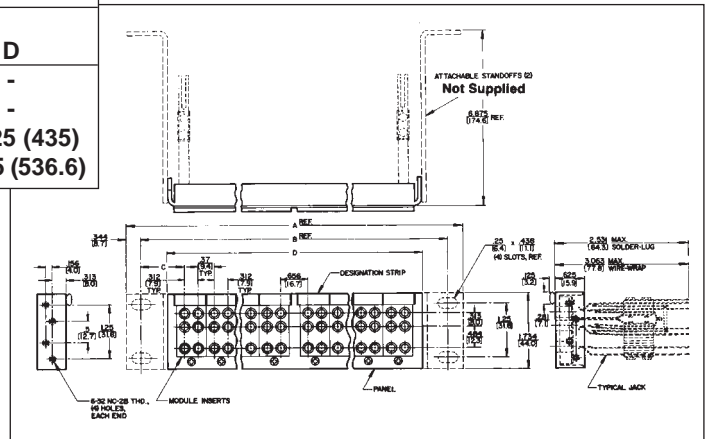 D
-
-
25 (435)
5 (536.6)
ATTACHABLE STANDOFFS (2)
Not Supplied
6.875
[174.6] REF.
A REF.
B REF.
D
.344
(8.7)
.25 x .438
(6.4) (11.1)
(4) SLOTS, REF.
2.531 MAX.
(64.3) SOLDER-LUG
3.063 MAX.
(77.8) WIRE-WRAP
.156
(4.0)
.313
(8.0)
C
.37
(9.4)
TYP.
.312
(7.9)
TYP.
.312
(7.9)
TYP.
.656
(16.7)
DESIGNATION STRIP
.125
(3.2)
.625
(15.9)
.5
(12.7)
1.25
(31.8)
.313
(8.0)
.484
(12.3)
1.25
(31.8)
1.734
(44.0)
.281
(7.1)
6-32 NC-2B THD.,
(4) HOLES,
EACH END
MODULE INSERTS
PANEL
TYPICAL JACK